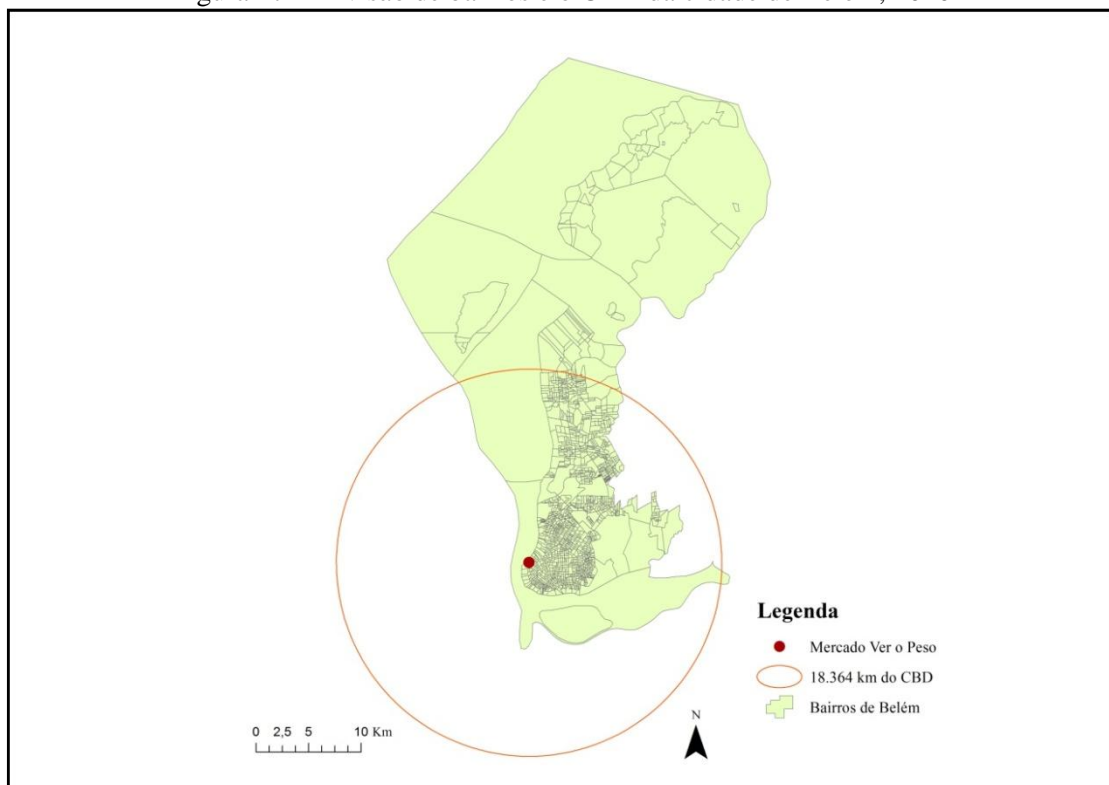 Legenda
Mercado Ver o Peso
18.364 km do CBD
Bairros de Belém
0 2,5 5 10 Km
N